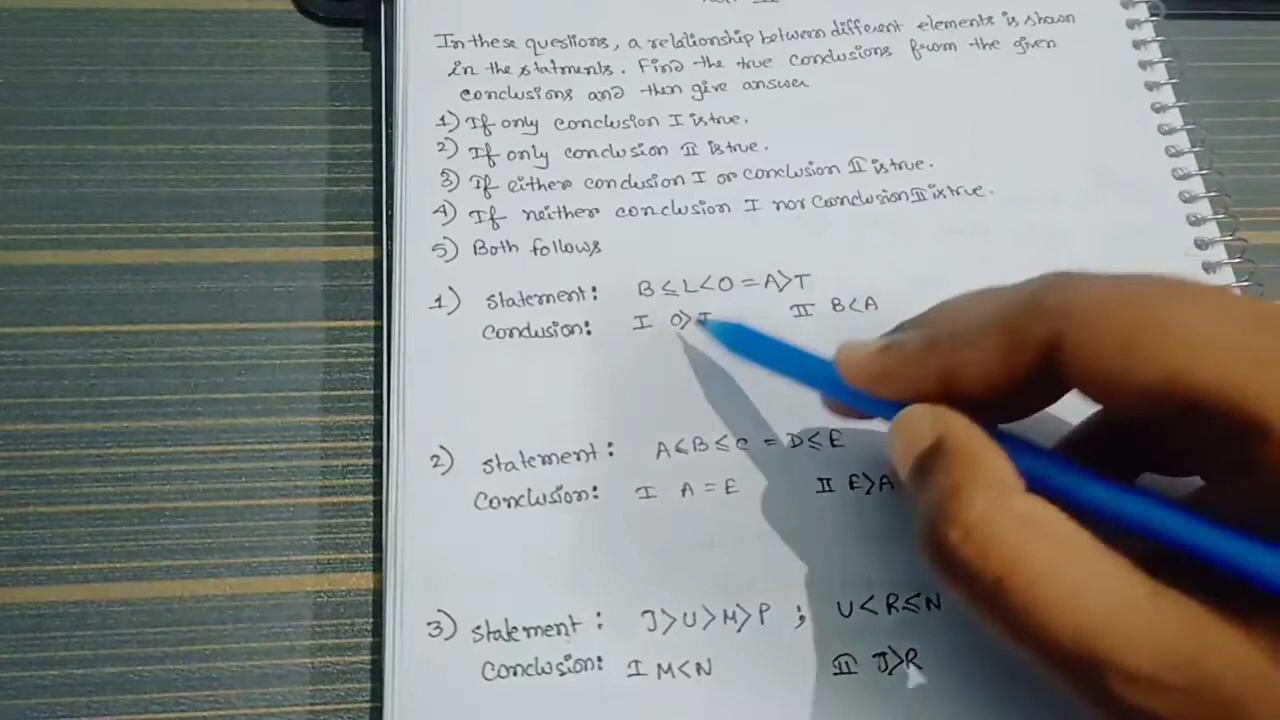 In these questions, a relationship between different elements is shown
in the statments. Find the true conclusions from the given
conclusions and then give answer
1) If only conclusion I is true.
2) If only conclusion II is true.
3) If either conclusion I or conclusion II is true.
4) If neither conclusion I nor conclusion II is true.
5) Both follows
1) Statement: B ≤ L < O = A > T
Conclusion: I O > T II B < A
2) Statement: A ≤ B ≤ C = D ≤ E
Conclusion: I A = E II E > A
3) Statement: J > U > M > P ; U < R ≤ N
Conclusion: I M < N II J > R